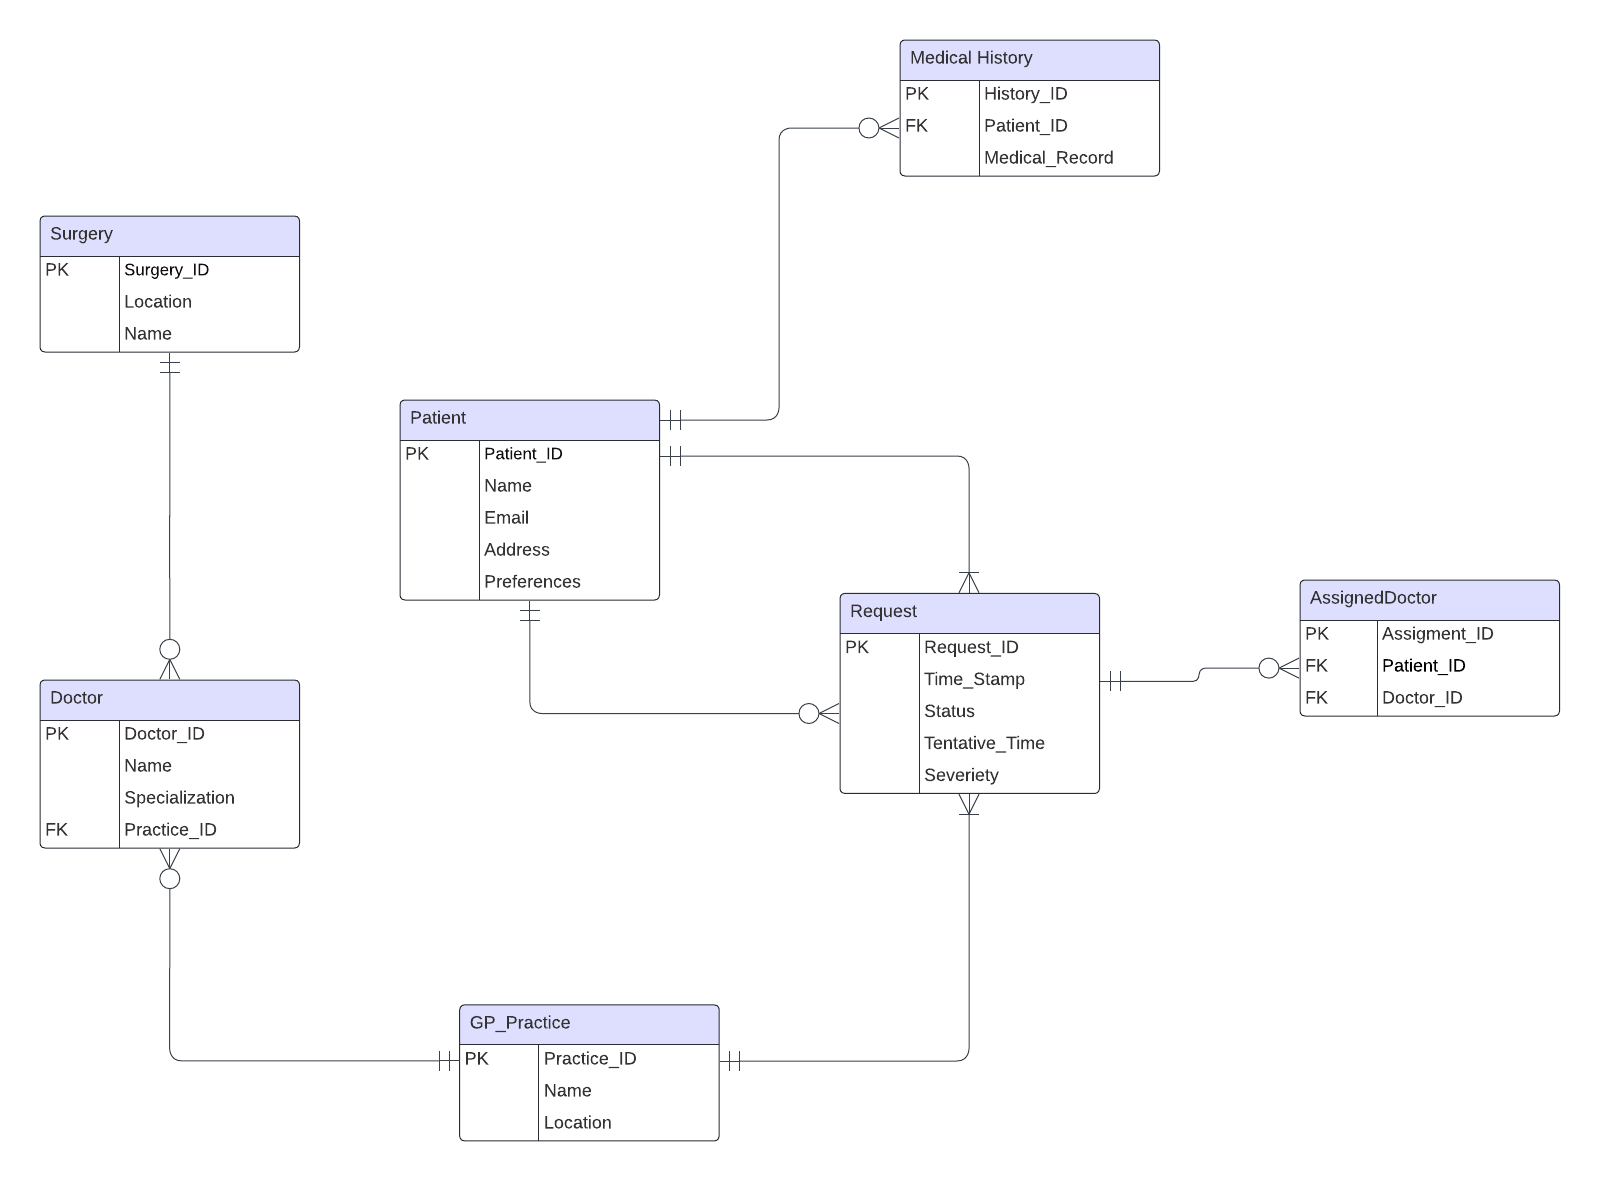 Medical History
PK History_ID
FK Patient_ID
Medical_Record
Surgery
PK Surgery_ID
Location
Name
Patient
PK Patient_ID
Name
Email
Address
Preferences
Request
PK Request_ID
Time_Stamp
Status
Tentative_Time
Severiety
AssignedDoctor
PK Assigment_ID
FK Patient_ID
FK Doctor_ID
Doctor
PK Doctor_ID
Name
Specialization
FK Practice_ID
GP_Practice
PK Practice_ID
Name
Location